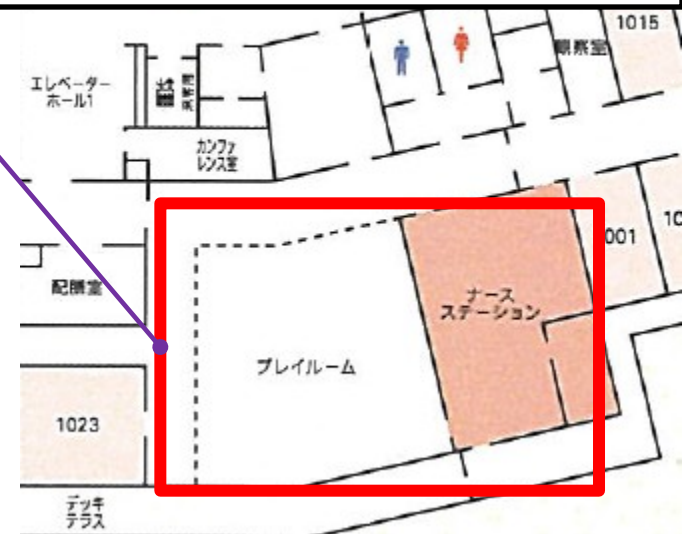 1015
観察室
エレベーター
ホール1
カンファ
レンス室
001
10
配膳室
ナース
ステーション
プレイルーム
1023
デッキ
テラス